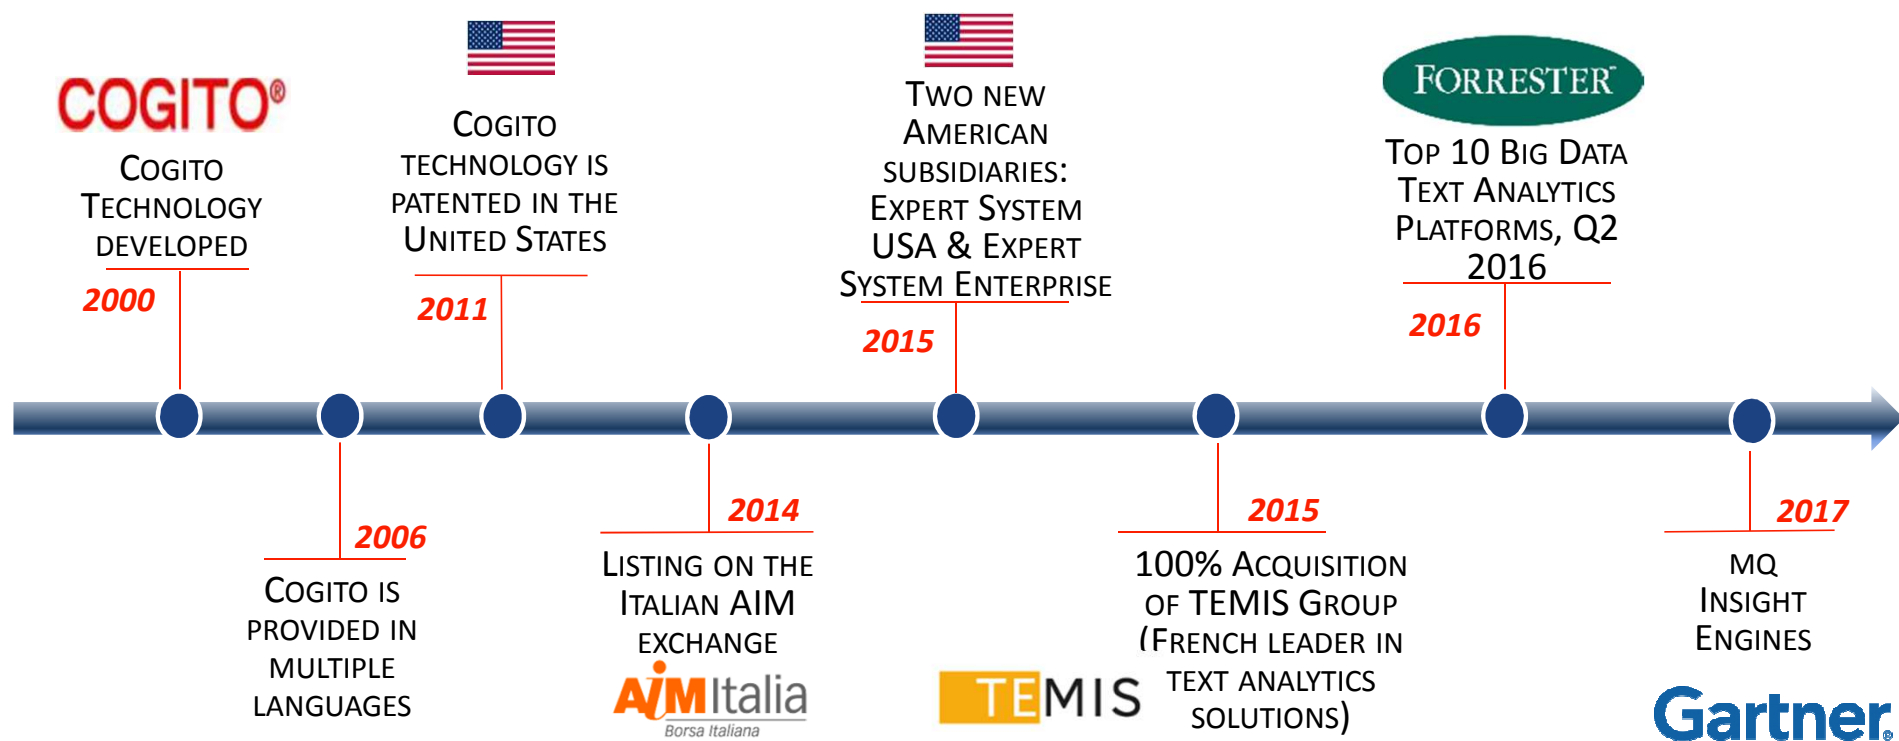 COGITO®
Cogito
Technology
developed
2000
Cogito is
provided in
multiple
languages
2006
Cogito
technology is
patented in the
United States
2011
Listing on the
Italian AIM
exchange
2014
AiMItalia
Borsa Italiana
Two new
American
subsidiaries:
Expert System
USA & Expert
System Enterprise
2015
100% Acquisition
of TEMIS Group
(French leader in
text analytics
solutions)
2015
TEMIS
FORRESTER™
Top 10 Big Data
Text Analytics
Platforms, Q2
2016
2016
2017
MQ
Insight
Engines
Gartner®